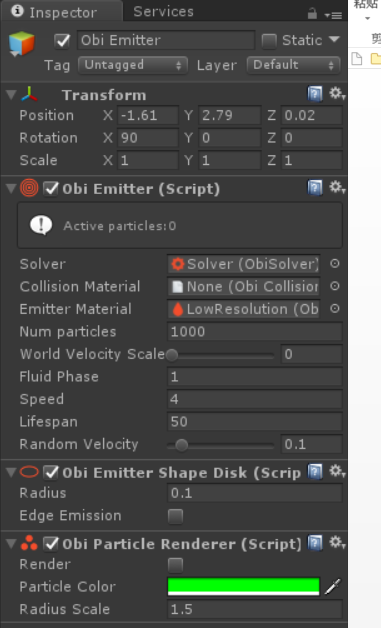 Inspector Services
粘贴
Obi Emitter Static
Tag Untagged Layer Default
Transform
Position X -1.61 Y 2.79 Z 0.02
Rotation X 90 Y 0 Z 0
Scale X 1 Y 1 Z 1
Obi Emitter (Script)
Active particles:0
Solver Solver (ObiSolver)
Collision Material None (Obi Collision
Emitter Material LowResolution (Ob
Num particles 1000
World Velocity Scale 0
Fluid Phase 1
Speed 4
Lifespan 50
Random Velocity 0.1
Obi Emitter Shape Disk (Scrip
Radius 0.1
Edge Emission
Obi Particle Renderer (Script)
Render
Particle Color
Radius Scale 1.5